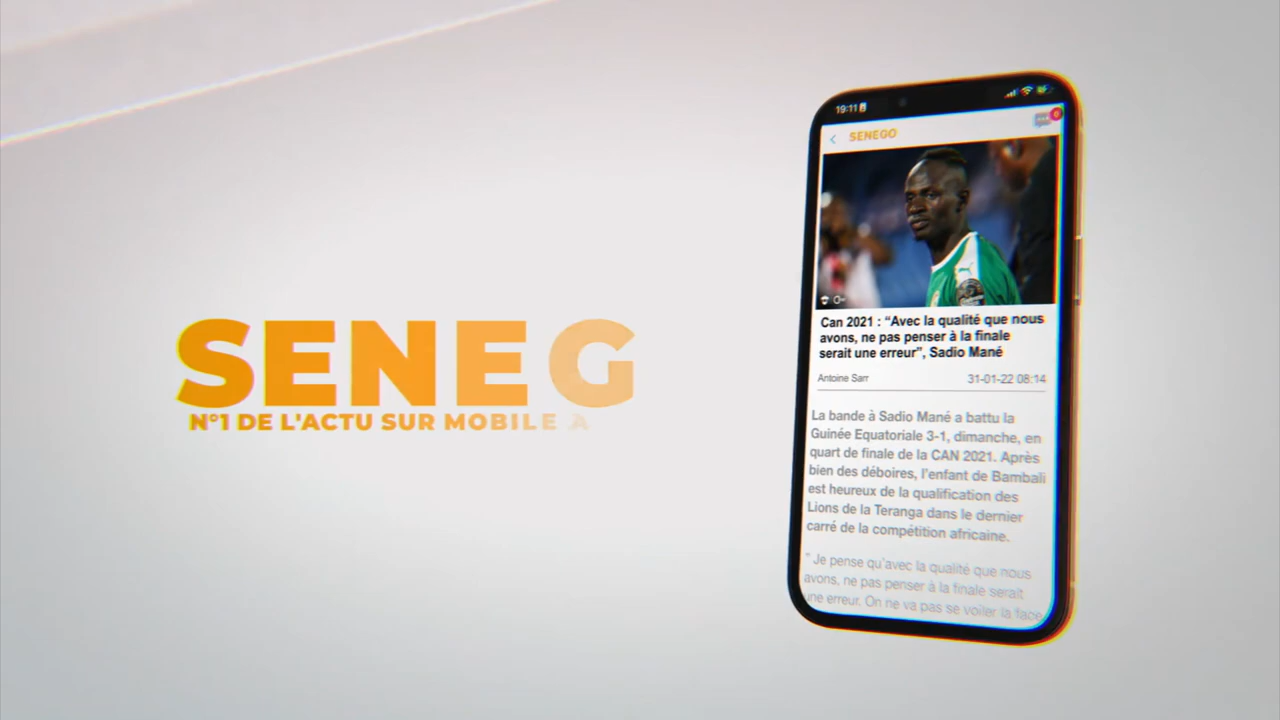 SENEG
N°1 DE L'ACTU SUR MOBILE A
19:11
SENEGO
Can 2021 : “Avec la qualité que nous
avons, ne pas penser à la finale
serait une erreur”, Sadio Mané
Antoine Sarr 31-01-22 08:14
La bande à Sadio Mané a battu la
Guinée Equatoriale 3-1, dimanche, en
quart de finale de la CAN 2021. Après
bien des déboires, l'enfant de Bambali
est heureux de la qualification des
Lions de la Teranga dans le dernier
carré de la compétition africaine.
" Je pense qu'avec la qualité que nous
avons, ne pas penser à la finale serait
une erreur. On ne va pas se voiler la face